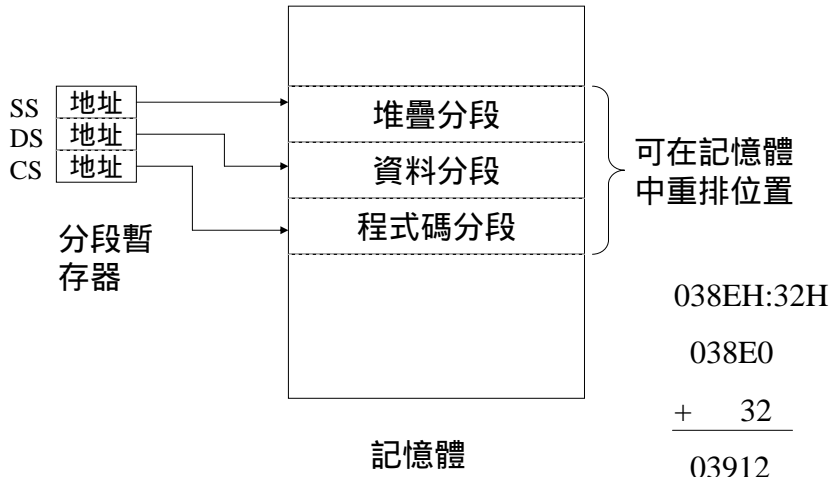 SS 地址
DS 地址
CS 地址
分段暫
存器
堆疊分段
資料分段
程式碼分段
記憶體
可在記憶體
中重排位置
038EH:32H
038E0
+ 32
03912